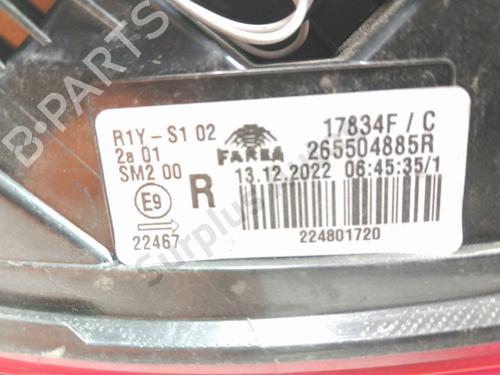 R1Y-S1 02
2a 01
SM2 00
E9
22467
R
FARBA
17834F / C
265504885R
13.12.2022 06:45:35/1
224801720
B-PARTS